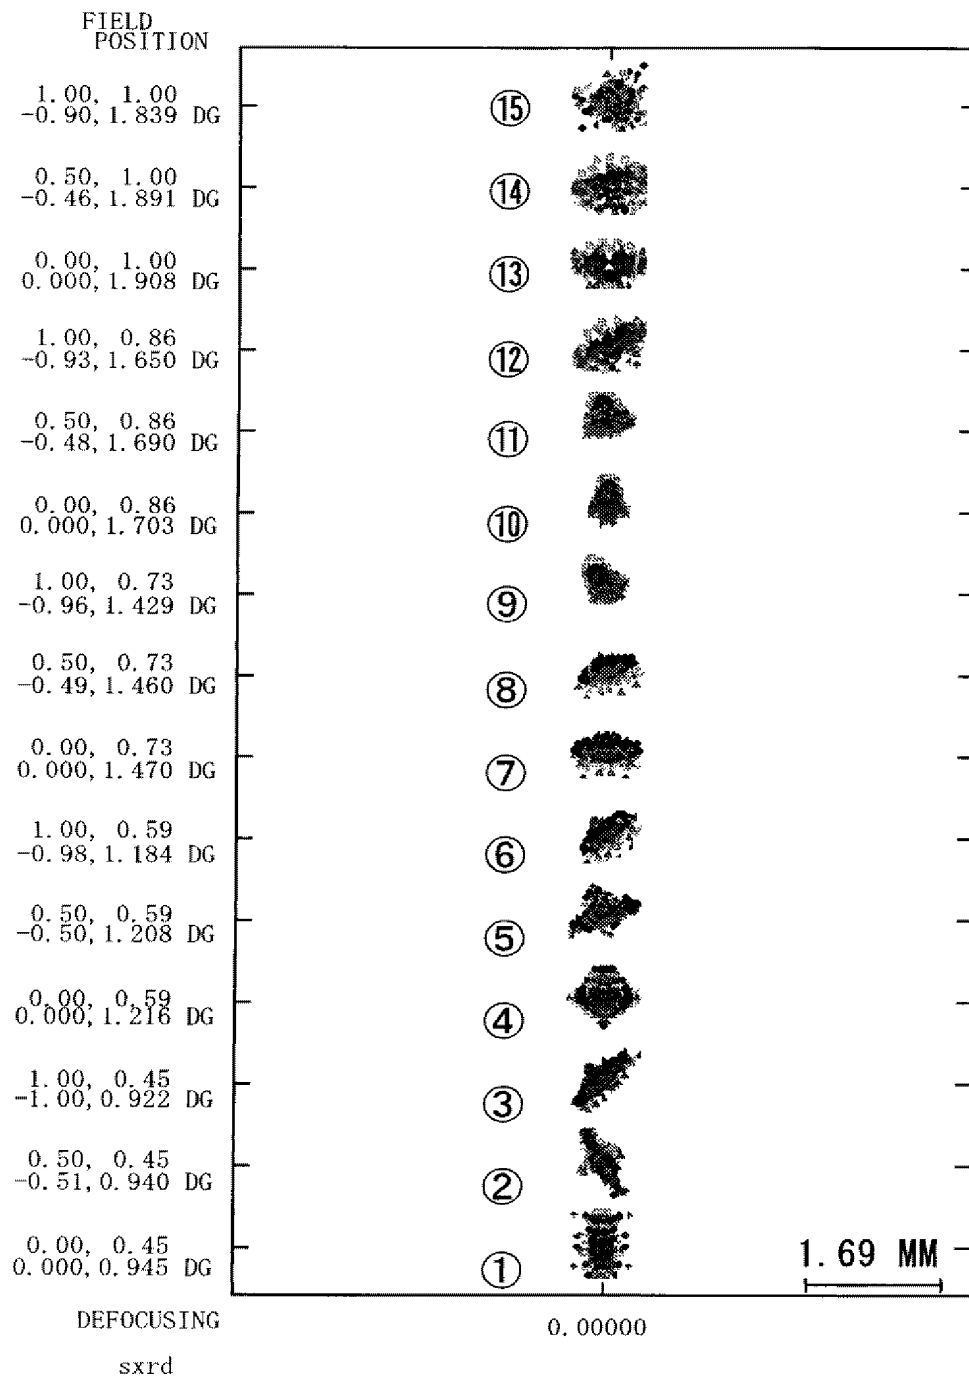 FIELD
POSITION
1.00, 1.00
-0.90, 1.839 DG
⑮
0.50, 1.00
-0.46, 1.891 DG
⑭
0.00, 1.00
0.000, 1.908 DG
⑬
1.00, 0.86
-0.93, 1.650 DG
⑫
0.50, 0.86
-0.48, 1.690 DG
⑪
0.00, 0.86
0.000, 1.703 DG
⑩
1.00, 0.73
-0.96, 1.429 DG
⑨
0.50, 0.73
-0.49, 1.460 DG
⑧
0.00, 0.73
0.000, 1.470 DG
⑦
1.00, 0.59
-0.98, 1.184 DG
⑥
0.50, 0.59
-0.50, 1.208 DG
⑤
0.00, 0.59
0.000, 1.216 DG
④
1.00, 0.45
-1.00, 0.922 DG
③
0.50, 0.45
-0.51, 0.940 DG
②
0.00, 0.45
0.000, 0.945 DG
①
1.69 MM
DEFOCUSING
0.00000
sxrd